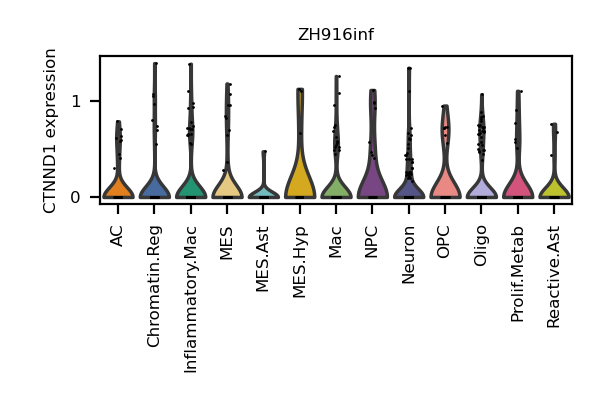 ZH916inf
CTNND1 expression
1
0
AC
Chromatin.Reg
Inflammatory.Mac
MES
MES.Ast
MES.Hyp
Mac
NPC
Neuron
OPC
Oligo
Prolif.Metab
Reactive.Ast